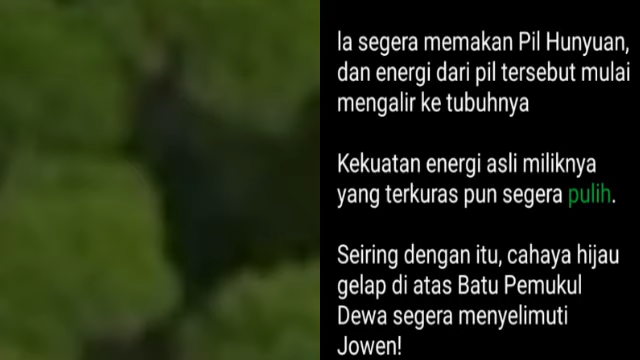 Ia segera memakan Pil Hunyuan,
dan energi dari pil tersebut mulai
mengalir ke tubuhnya
Kekuatan energi asli miliknya
yang terkuras pun segera pulih.
Seiring dengan itu, cahaya hijau
gelap di atas Batu Pemukul
Dewa segera menyelimuti
Jowen!